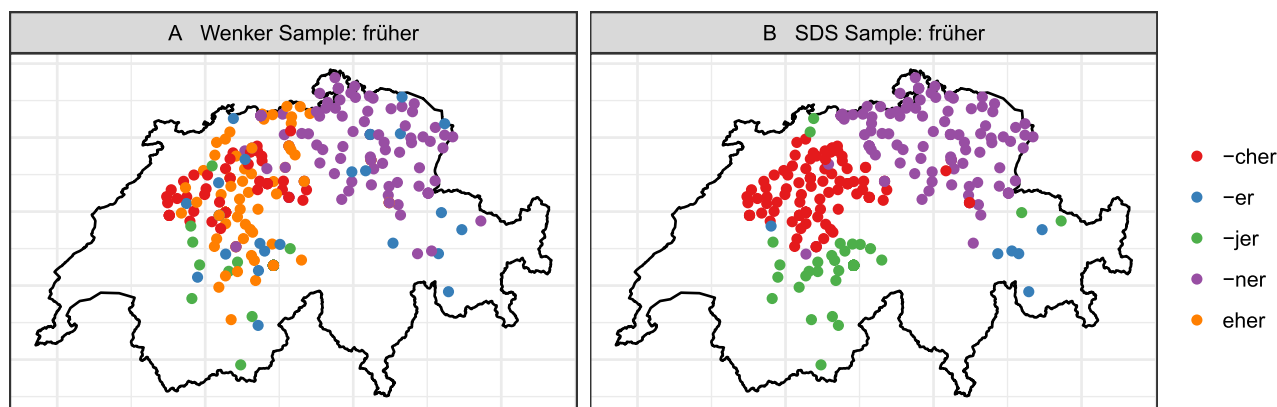 A Wenker Sample: früher
B SDS Sample: früher
−cher
−er
−jer
−ner
eher